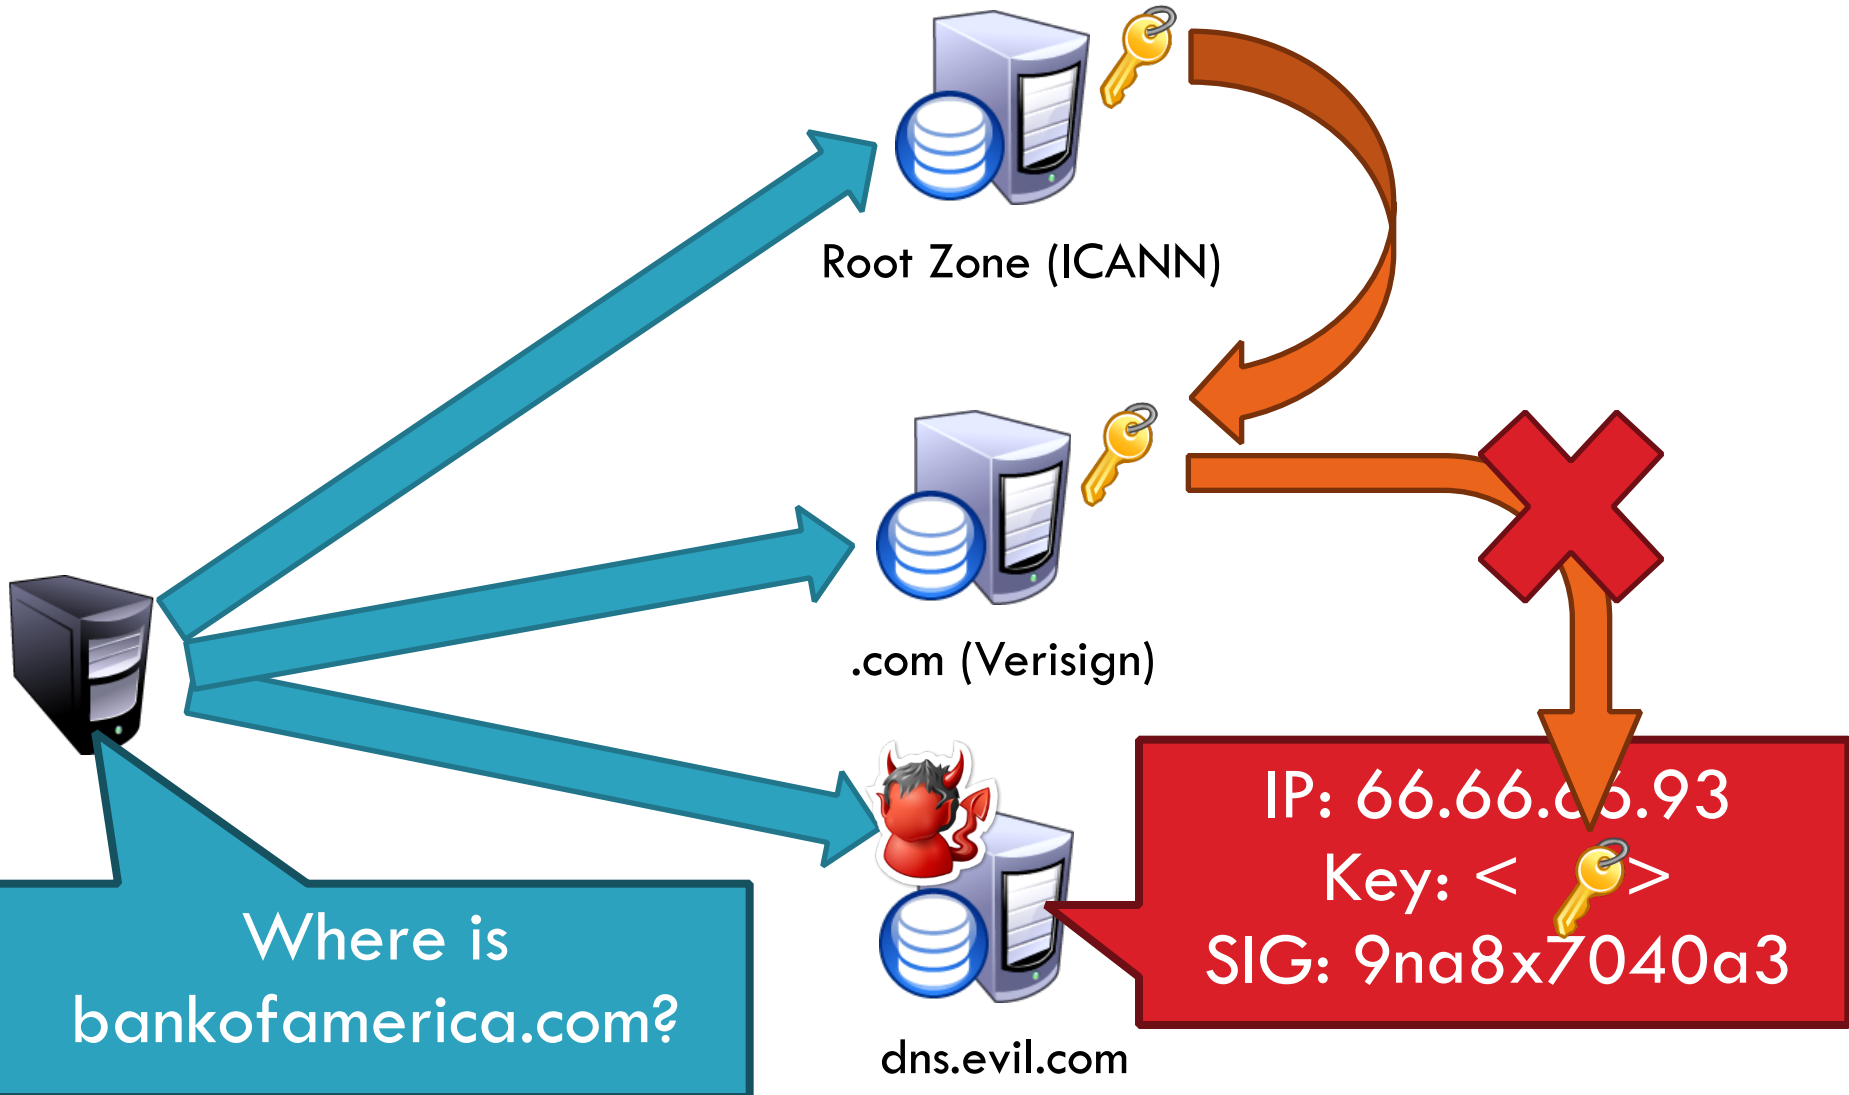 Root Zone (ICANN)
.com (Verisign)
IP: 66.66.66.93
Key: < >
SIG: 9na8x7040a3
Where is
bankofamerica.com?
dns.evil.com